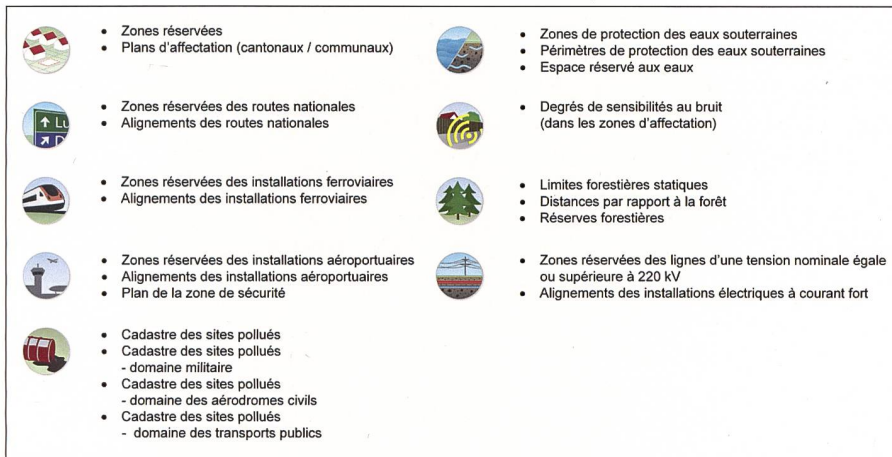 • Zones réservées
• Plans d'affectation (cantonaux / communaux)
↑ Lu
• Zones réservées des routes nationales
• Alignements des routes nationales
• Zones réservées des installations ferroviaires
• Alignements des installations ferroviaires
• Zones réservées des installations aéroportuaires
• Alignements des installations aéroportuaires
• Plan de la zone de sécurité
• Cadastre des sites pollués
• Cadastre des sites pollués
- domaine militaire
• Cadastre des sites pollués
- domaine des aérodromes civils
• Cadastre des sites pollués
- domaine des transports publics
• Zones de protection des eaux souterraines
• Périmètres de protection des eaux souterraines
• Espace réservé aux eaux
• Degrés de sensibilités au bruit
(dans les zones d'affectation)
• Limites forestières statiques
• Distances par rapport à la forêt
• Réserves forestières
• Zones réservées des lignes d'une tension nominale égale
ou supérieure à 220 kV
• Alignements des installations électriques à courant fort